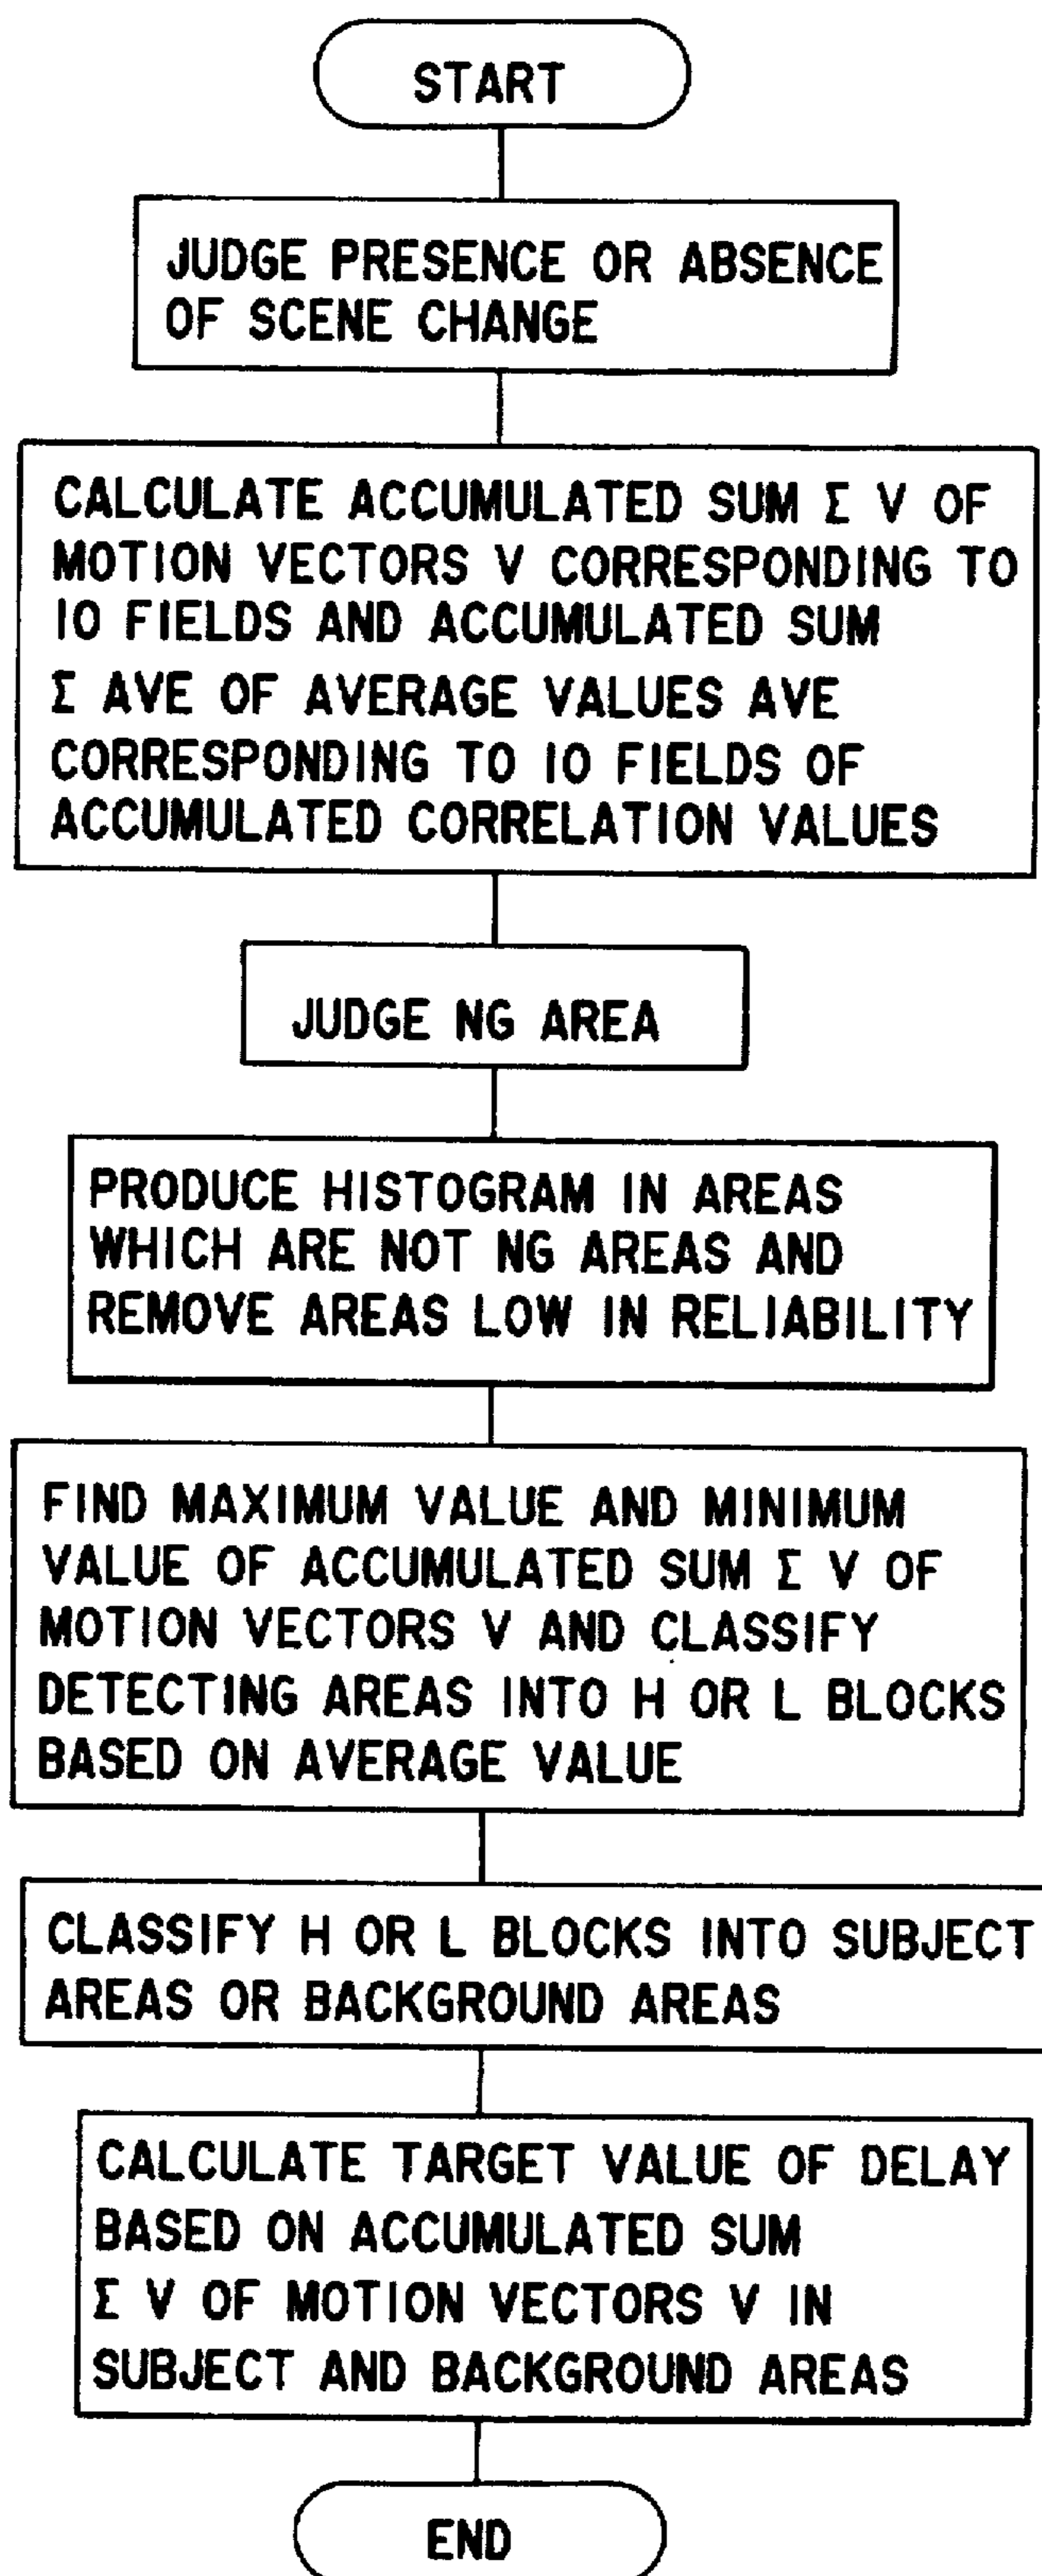 START
JUDGE PRESENCE OR ABSENCE
OF SCENE CHANGE
CALCULATE ACCUMULATED SUM Σ V OF
MOTION VECTORS V CORRESPONDING TO
10 FIELDS AND ACCUMULATED SUM
Σ AVE OF AVERAGE VALUES AVE
CORRESPONDING TO 10 FIELDS OF
ACCUMULATED CORRELATION VALUES
JUDGE NG AREA
PRODUCE HISTOGRAM IN AREAS
WHICH ARE NOT NG AREAS AND
REMOVE AREAS LOW IN RELIABILITY
FIND MAXIMUM VALUE AND MINIMUM
VALUE OF ACCUMULATED SUM Σ V OF
MOTION VECTORS V AND CLASSIFY
DETECTING AREAS INTO H OR L BLOCKS
BASED ON AVERAGE VALUE
CLASSIFY H OR L BLOCKS INTO SUBJECT
AREAS OR BACKGROUND AREAS
CALCULATE TARGET VALUE OF DELAY
BASED ON ACCUMULATED SUM
Σ V OF MOTION VECTORS V IN
SUBJECT AND BACKGROUND AREAS
END